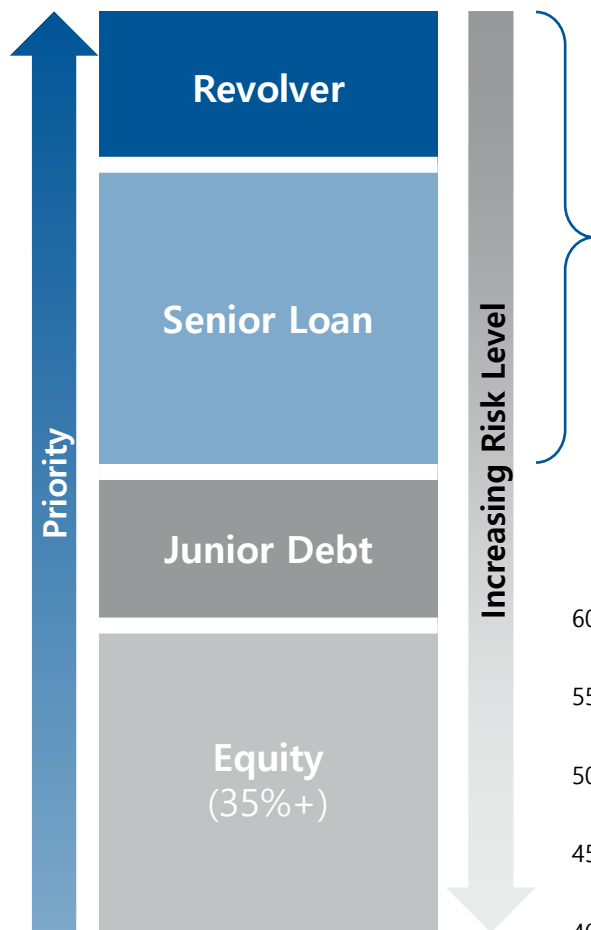 Revolver
Senior Loan
Priority
Increasing Risk Level
Junior Debt
Equity
(35%+)